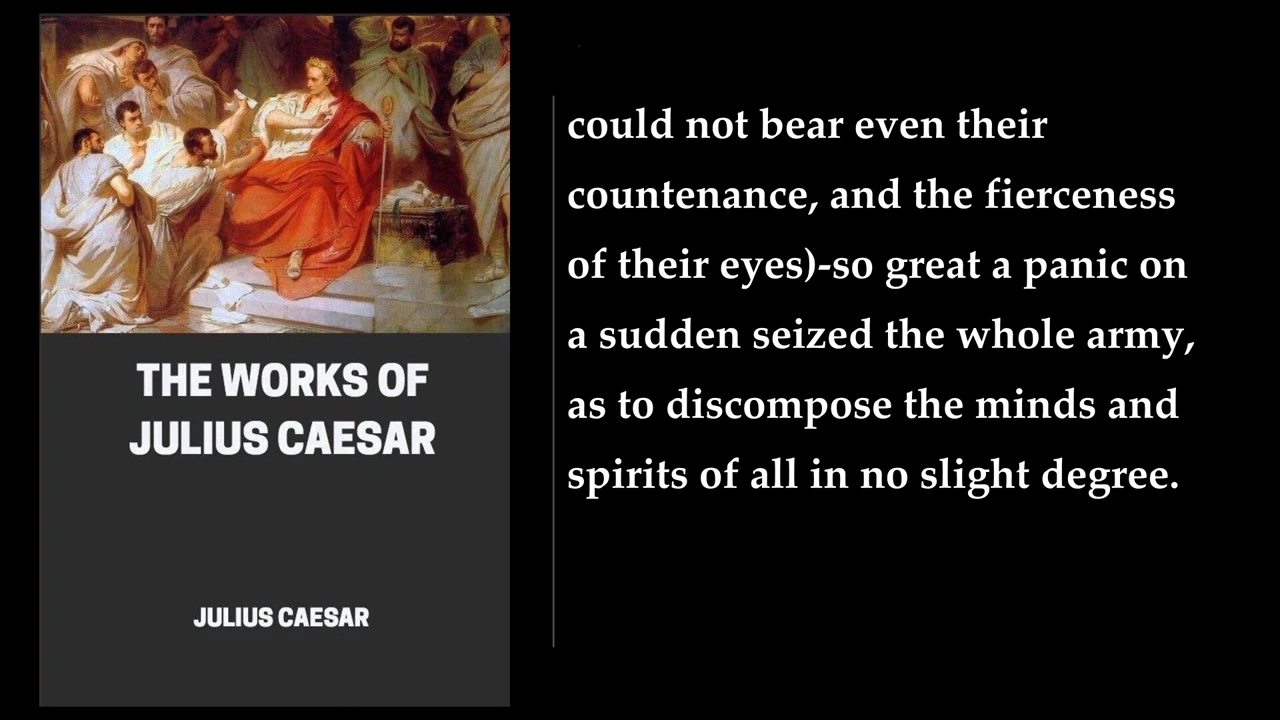 THE WORKS OF
JULIUS CAESAR
JULIUS CAESAR
could not bear even their
countenance, and the fierceness
of their eyes)-so great a panic on
a sudden seized the whole army,
as to discompose the minds and
spirits of all in no slight degree.